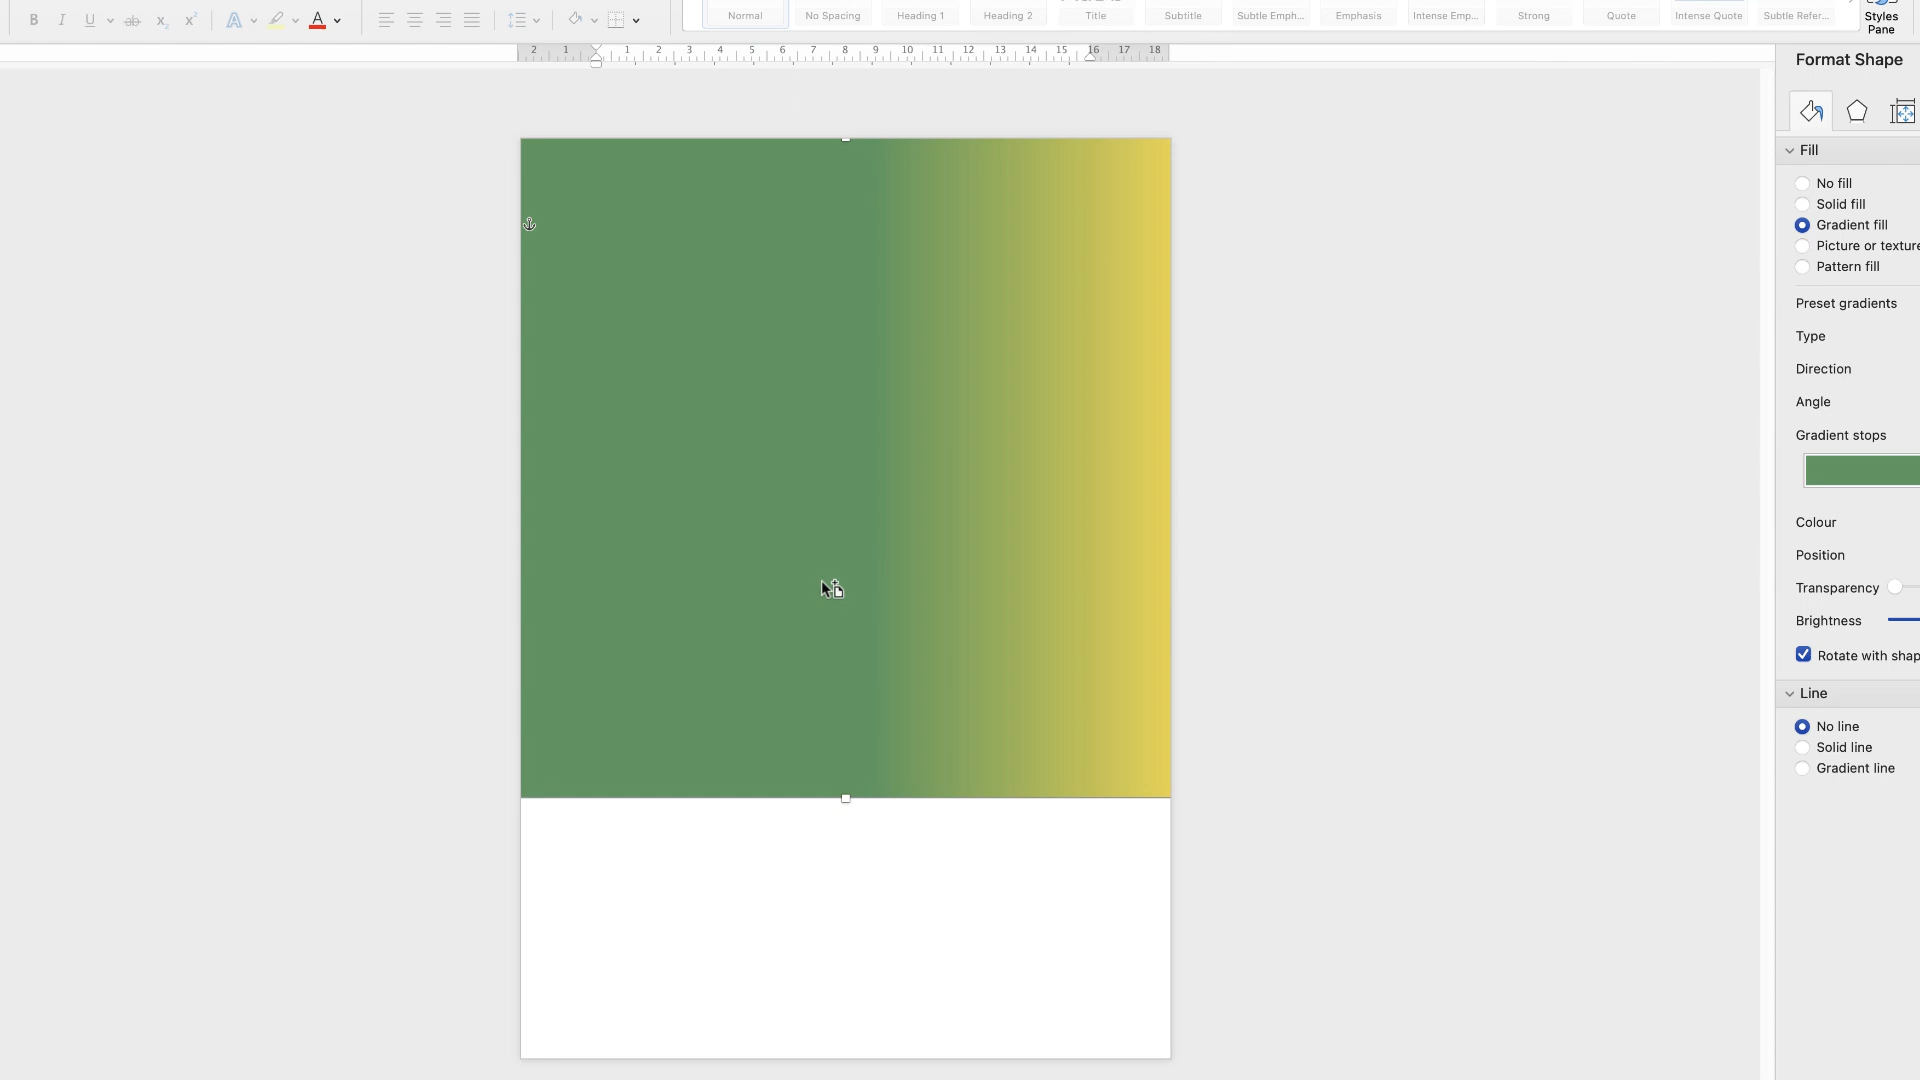 B I U ab x₂ x² A A
Normal No Spacing Heading 1 Heading 2 Title Subtitle Subtle Emph... Emphasis Intense Emp... Strong Quote Intense Quote Subtle Refer... Styles
Pane
2 1 1 2 3 4 5 6 7 8 9 10 11 12 13 14 15 16 17 18
Format Shape
Fill
No fill
Solid fill
Gradient fill
Picture or texture
Pattern fill
Preset gradients
Type
Direction
Angle
Gradient stops
Colour
Position
Transparency
Brightness
Rotate with shap
Line
No line
Solid line
Gradient line